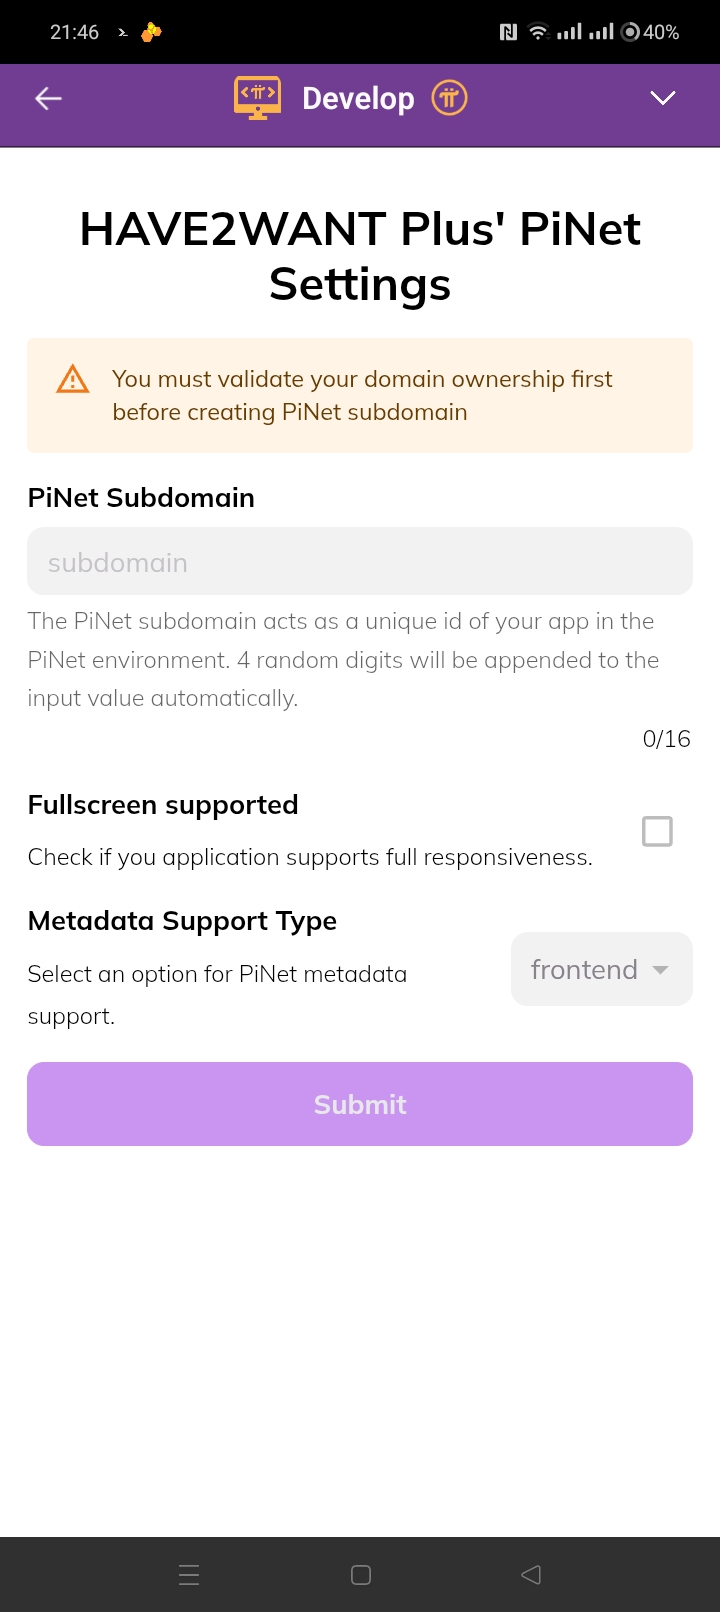 21:46
40%
Develop
HAVE2WANT Plus' PiNet
Settings
You must validate your domain ownership first
before creating PiNet subdomain
PiNet Subdomain
subdomain
The PiNet subdomain acts as a unique id of your app in the
PiNet environment. 4 random digits will be appended to the
input value automatically.
0/16
Fullscreen supported
Check if you application supports full responsiveness.
Metadata Support Type
Select an option for PiNet metadata
support.
frontend
Submit